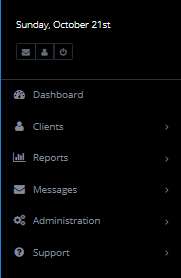 Sunday, October 21st
Dashboard
Clients
Reports
Messages
Administration
Support